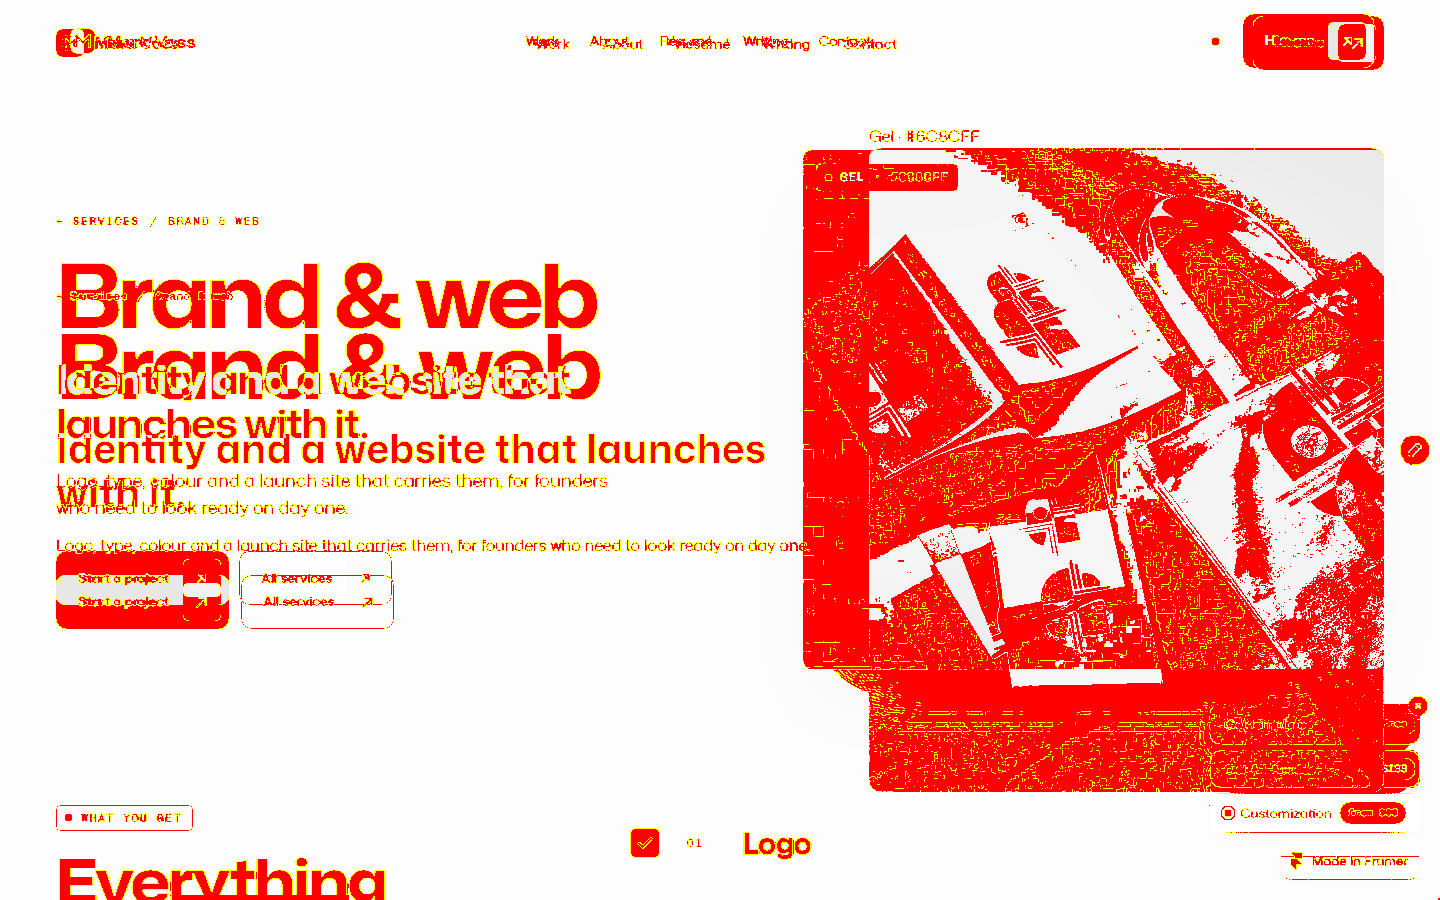 Work About Résumé Writing Contact
Gel · #6C8CFF
GEL
← SERVICES / BRAND & WEB
Brand & web
Brand & web
Identity and a website that
launches with it.
Identity and a website that launches
with it.
Logo, type, colour and a launch site that carries them, for founders
who need to look ready on day one.
Logo, type, colour and a launch site that carries them, for founders who need to look ready on day one.
Start a project All services
Start a project All services
WHAT YOU GET
Everything
01 Logo
Customization
Made in Framer